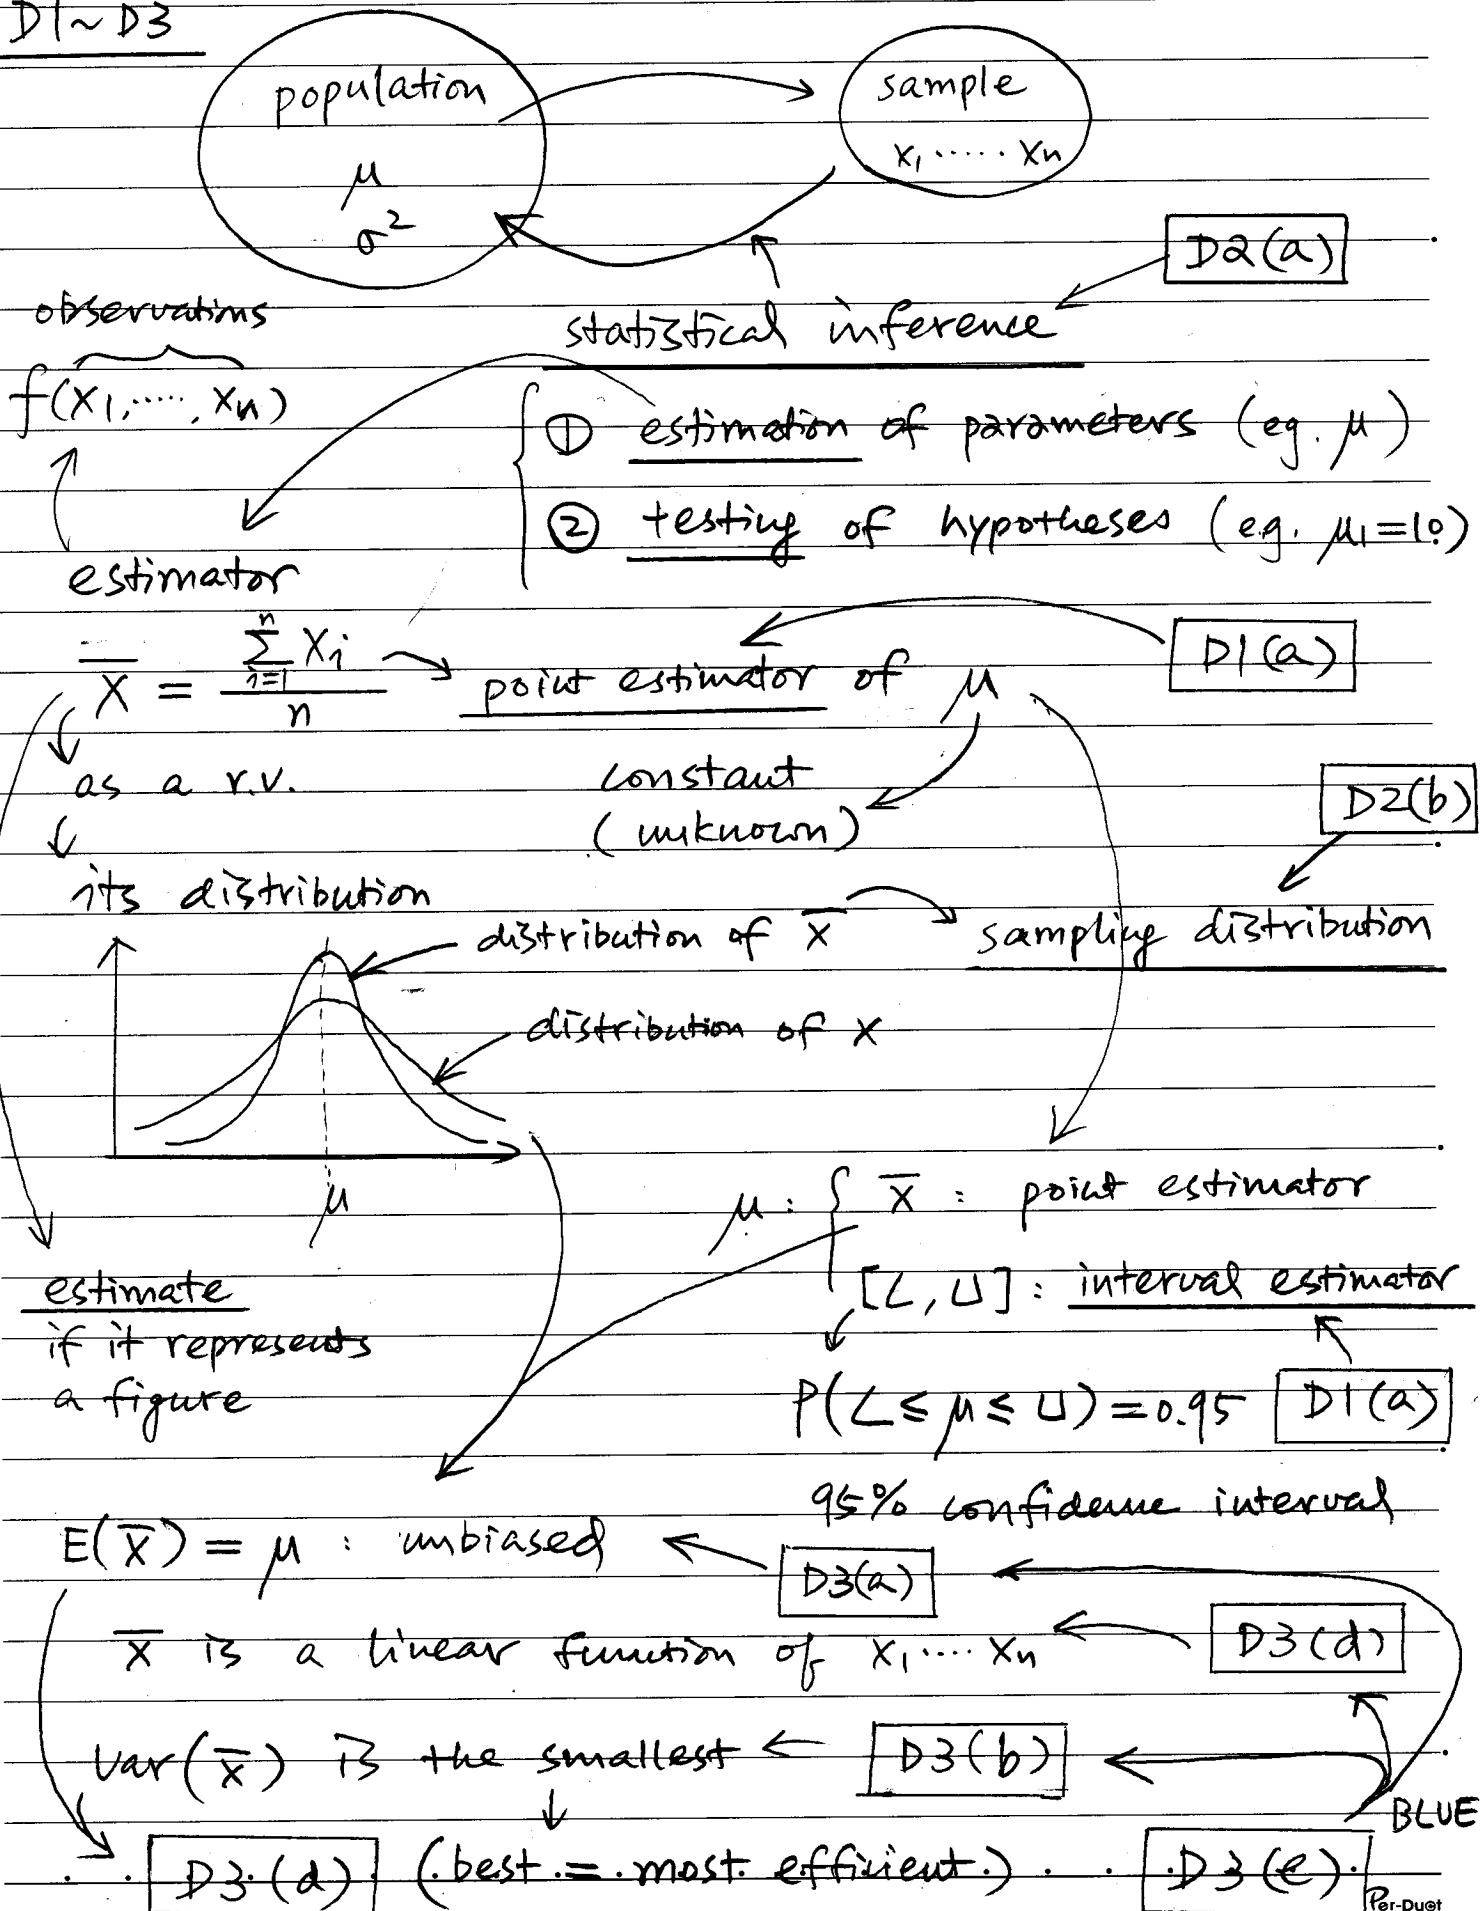 D1~D3
population
sample
μ
x₁ ····· xₙ
σ²
D2(a)
observations
statistical inference
f(x₁, ·····, xₙ)
① estimation of parameters (eg. μ)
② testing of hypotheses (e.g. μ₁=10)
estimator
X̄ = Σⁿᵢ₌₁ Xᵢ / n
point estimator of μ
D1(a)
as a r.v.
constant
(unknown)
D2(b)
its distribution
distribution of X̄
sampling distribution
distribution of X
μ
μ : { X̄ : point estimator
[L, U] : interval estimator
estimate
if it represents
a figure
P(L ≤ μ ≤ U) = 0.95
D1(a)
95% confidence interval
E(X̄) = μ : unbiased
D3(a)
X̄ is a linear function of x₁ ···· xₙ
D3(d)
Var(X̄) is the smallest
D3(b)
BLUE
D3(d) (best = most efficient)
D3(e)
Per-Duet